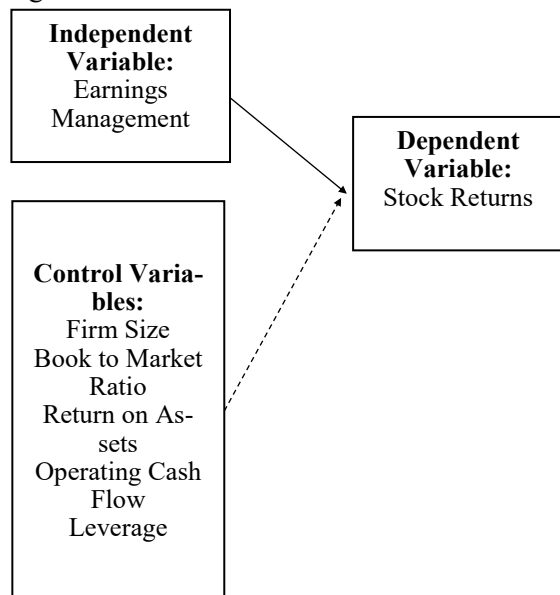 Independent
Variable:
Earnings
Management
Dependent
Variable:
Stock Returns
Control Varia-
bles:
Firm Size
Book to Market
Ratio
Return on As-
sets
Operating Cash
Flow
Leverage